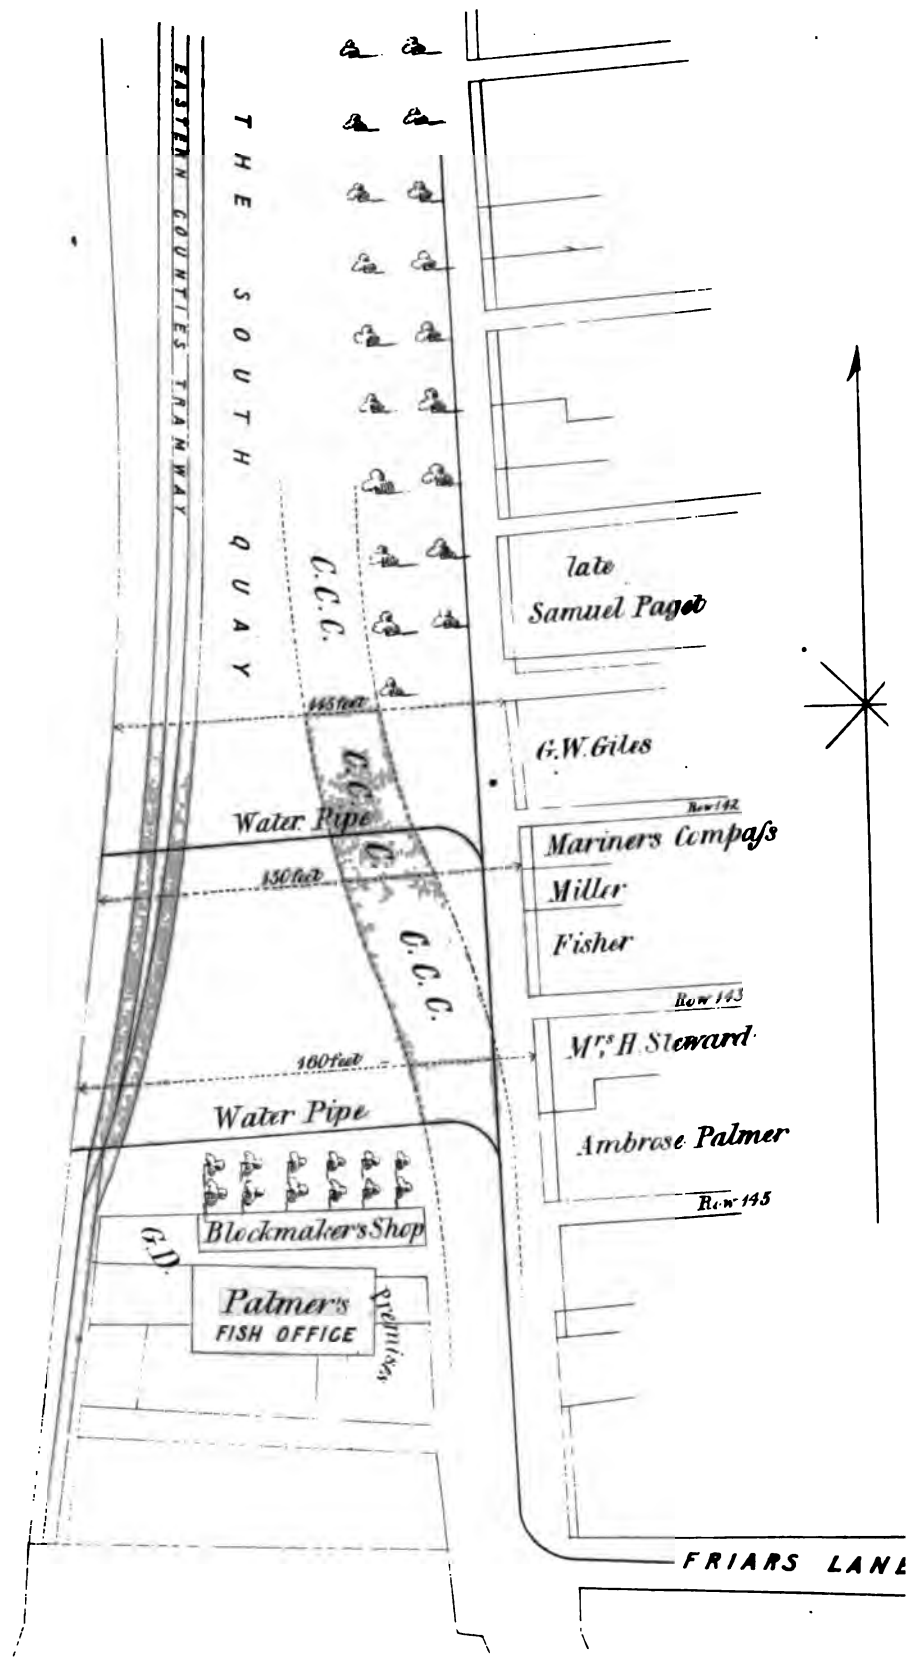 EASTERN COUNTIES TRAMWAY
THE SOUTH QUAY
C. C. C.
late
Samuel Paget
145 feet
G.W. Giles
C. C. C.
Row 142
Water Pipe
Mariners Compaſs
150 feet
Miller
Fisher
C. C. C.
Row 143
Mrs. H. Steward
160 feet
Water Pipe
Ambrose Palmer
Row 145
Blockmaker's Shop
G.D.
Palmer's
FISH OFFICE
Premises
FRIARS LANE